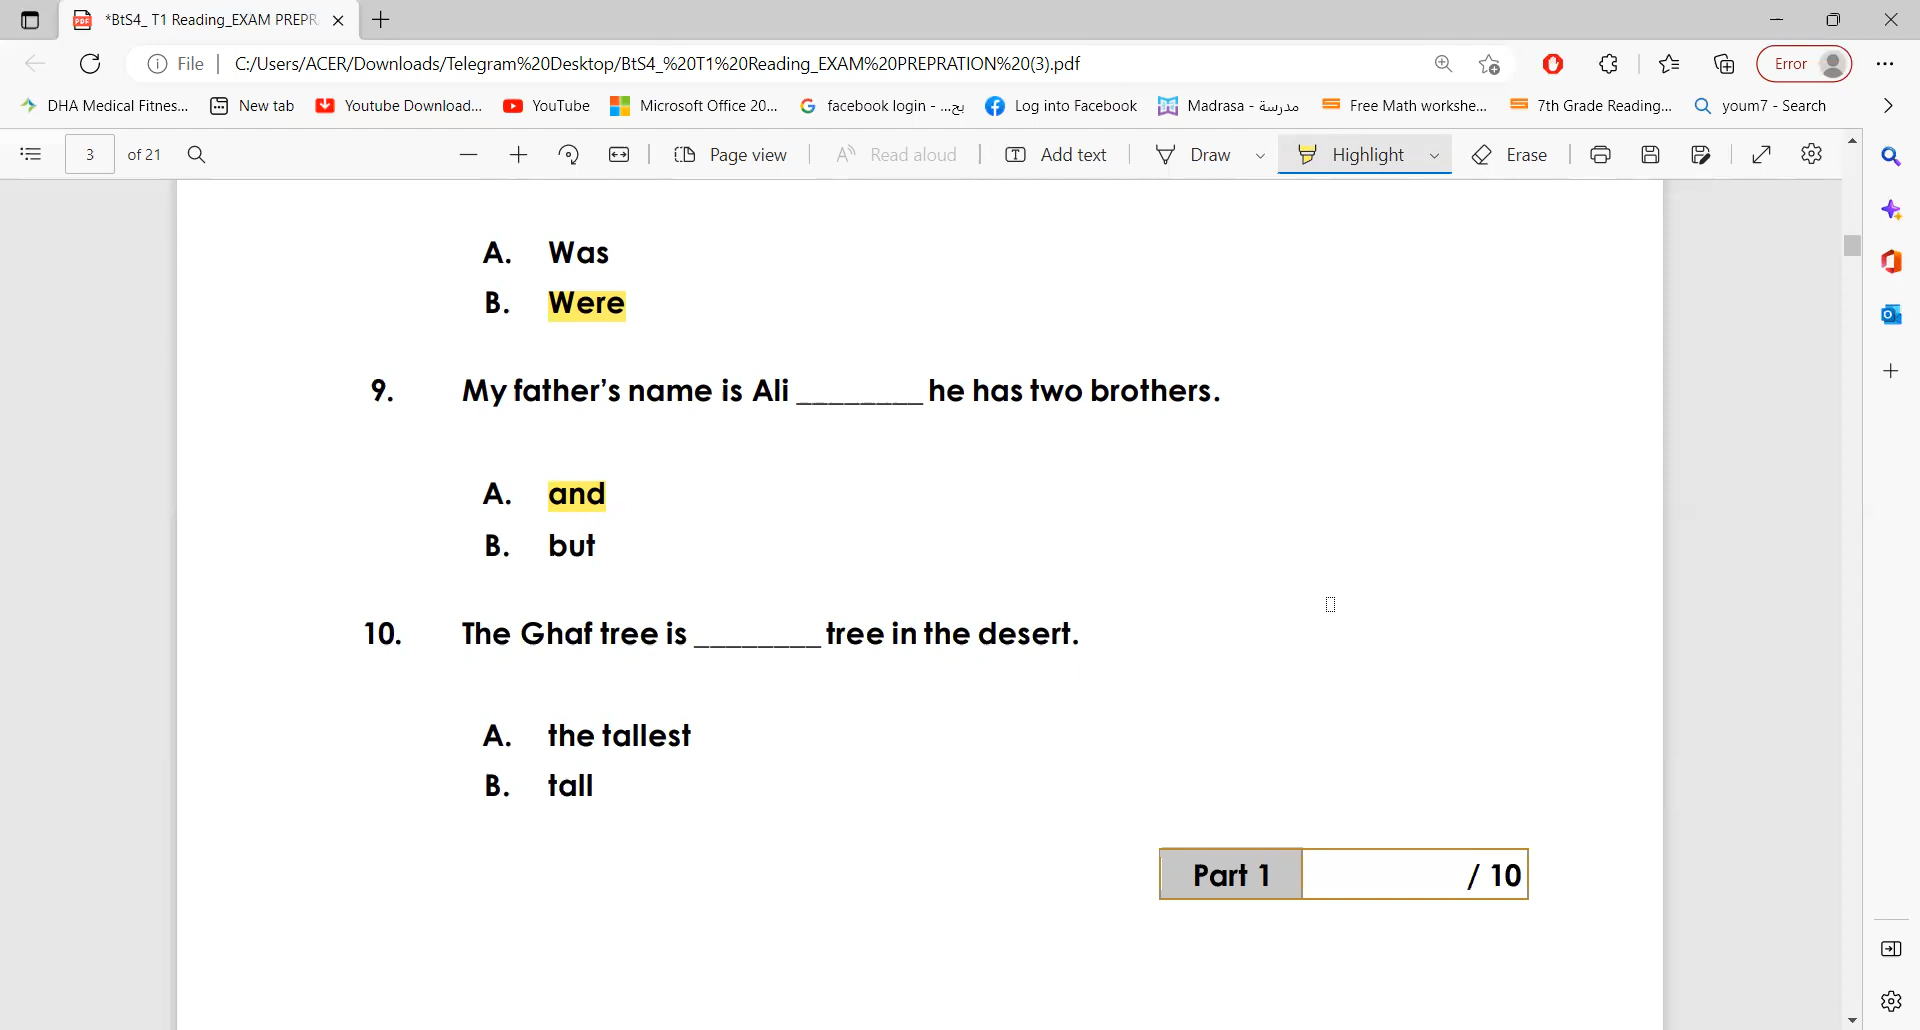 *BtS4_ T1 Reading_EXAM PREPR
File
C:/Users/ACER/Downloads/Telegram%20Desktop/BtS4_%20T1%20Reading_EXAM%20PREPRATION%20(3).pdf
Error
DHA Medical Fitnes...
New tab
Youtube Download...
YouTube
Microsoft Office 20...
facebook login - ...بح
Log into Facebook
Madrasa - مدرسة
Free Math workshe...
7th Grade Reading...
youm7 - Search
3 of 21
Page view
Read aloud
Add text
Draw
Highlight
Erase
A. Was
B. Were
9. My father's name is Ali ________ he has two brothers.
A. and
B. but
10. The Ghaf tree is ________ tree in the desert.
A. the tallest
B. tall
Part 1 / 10